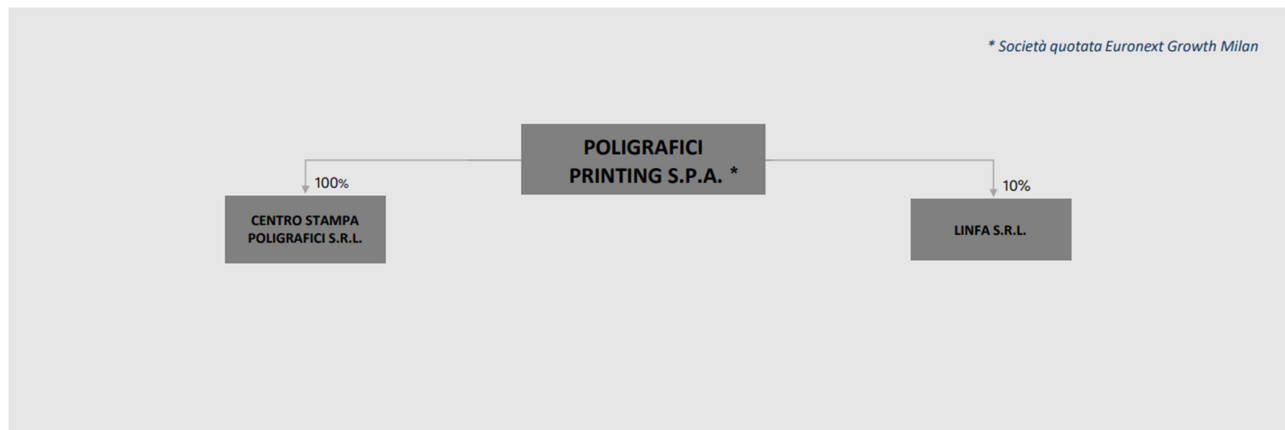 * Società quotata Euronext Growth Milan
POLIGRAFICI
PRINTING S.P.A. *
100%
10%
CENTRO STAMPA
POLIGRAFICI S.R.L.
LINFA S.R.L.